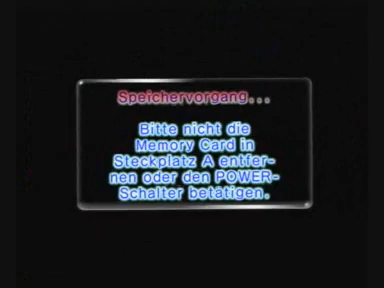 Speichervorgang...
Bitte nicht die
Memory Card in
Steckplatz A entfer-
nen oder den POWER-
Schalter betätigen.